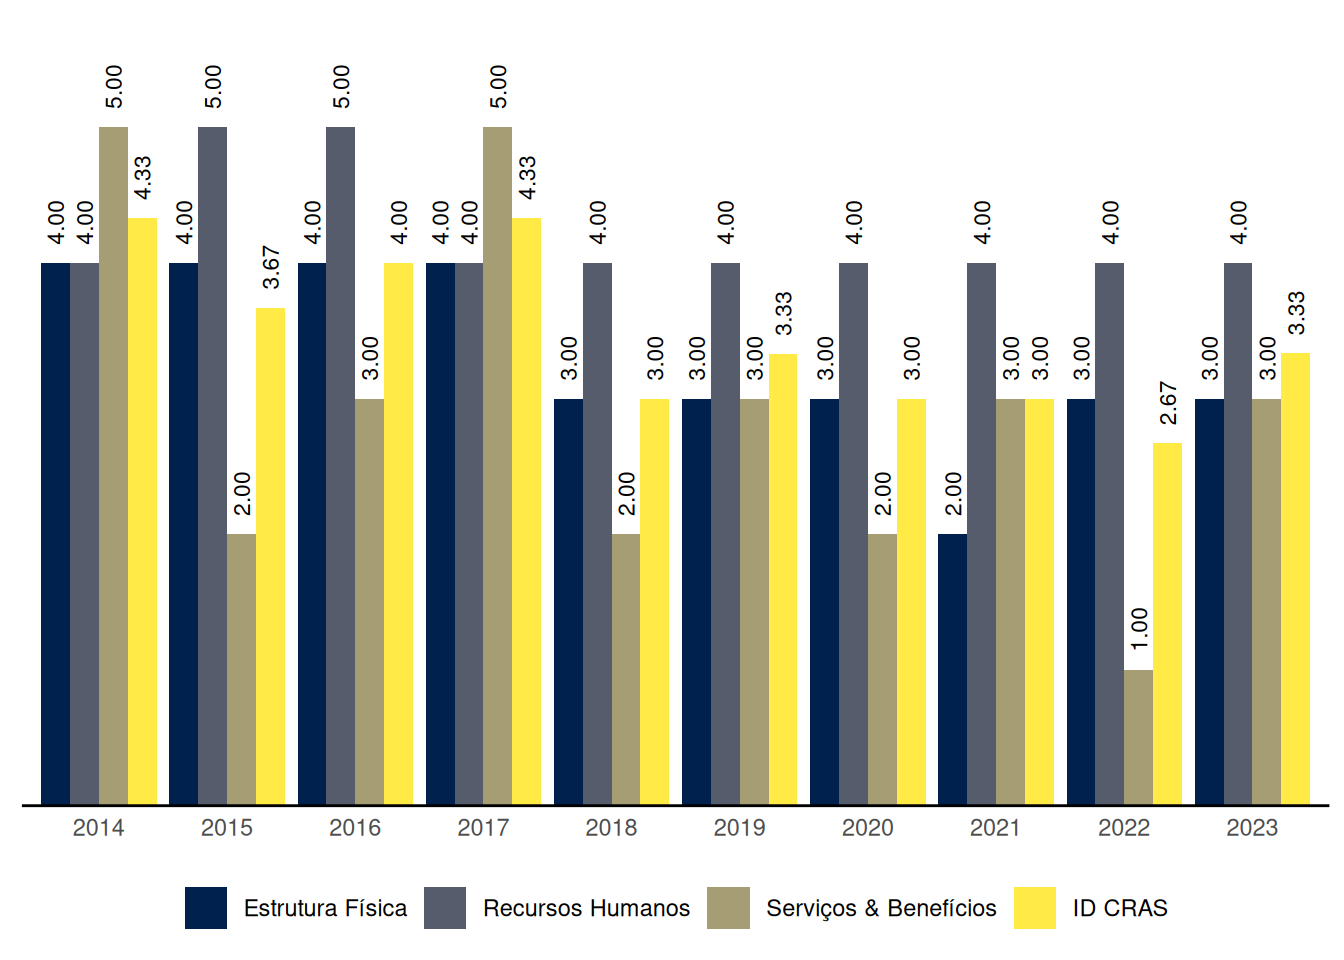 5.00 5.00 5.00 5.00
4.33 4.33
4.00 4.00 4.00 4.00 4.00 4.00 4.00 4.00 4.00 4.00 4.00 4.00 4.00
3.67
3.33 3.33
3.00 3.00 3.00 3.00 3.00 3.00 3.00 3.00 3.00 3.00 3.00 3.00 3.00
2.67
2.00 2.00 2.00 2.00
1.00
2014 2015 2016 2017 2018 2019 2020 2021 2022 2023
Estrutura Física Recursos Humanos Serviços & Benefícios ID CRAS